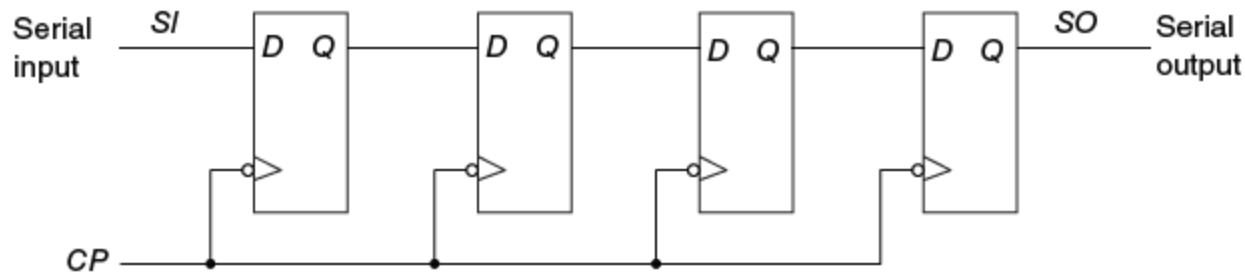 Serial
input
SI
D Q
D Q
D Q
D Q
SO
Serial
output
CP